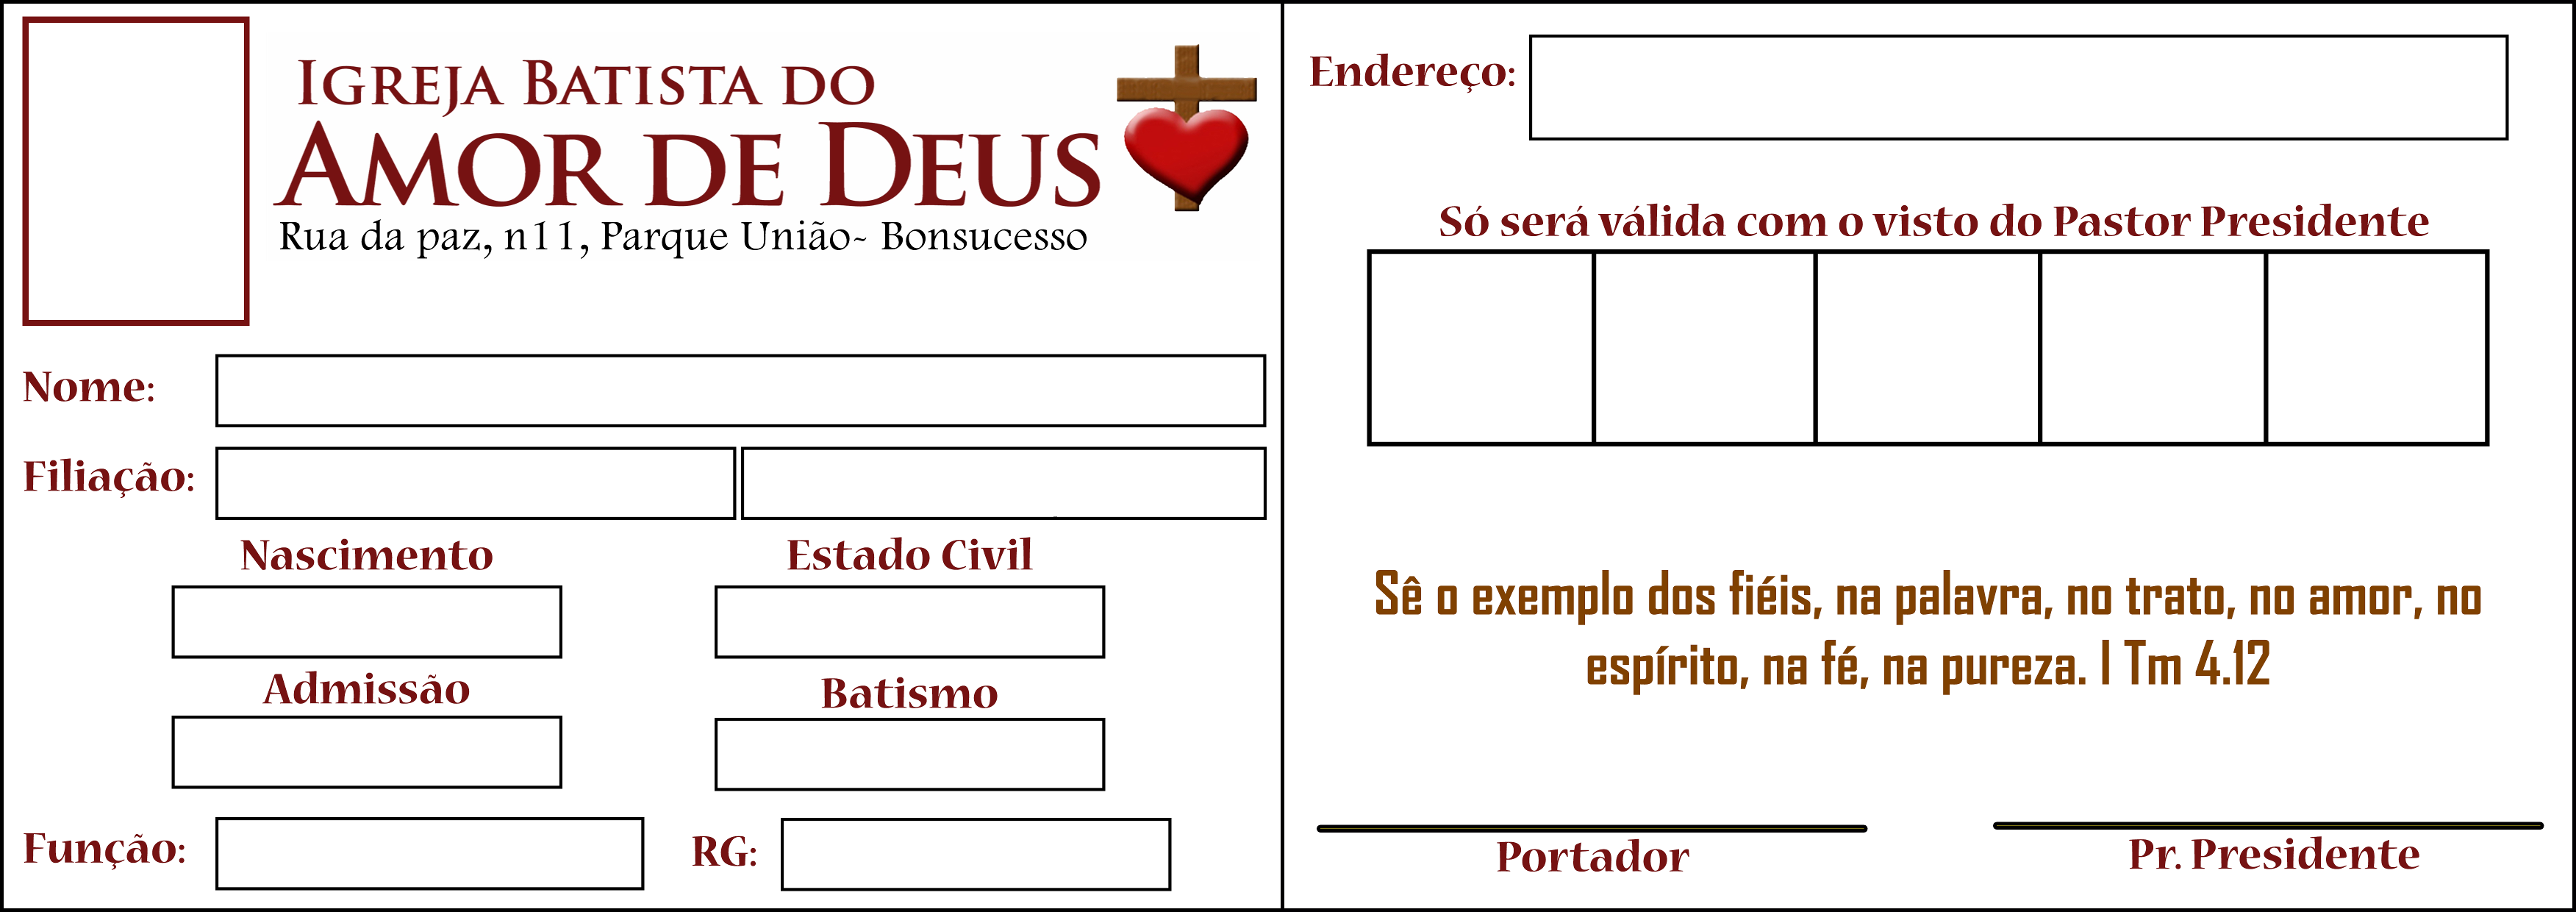 IGREJA BATISTA DO
AMOR DE DEUS
Rua da paz, n11, Parque União- Bonsucesso
Nome:
Filiação:
Nascimento
Estado Civil
Admissão
Batismo
Função:
RG:
Endereço:
Só será válida com o visto do Pastor Presidente
Sê o exemplo dos fiéis, na palavra, no trato, no amor, no
espírito, na fé, na pureza. I Tm 4.12
Portador
Pr. Presidente